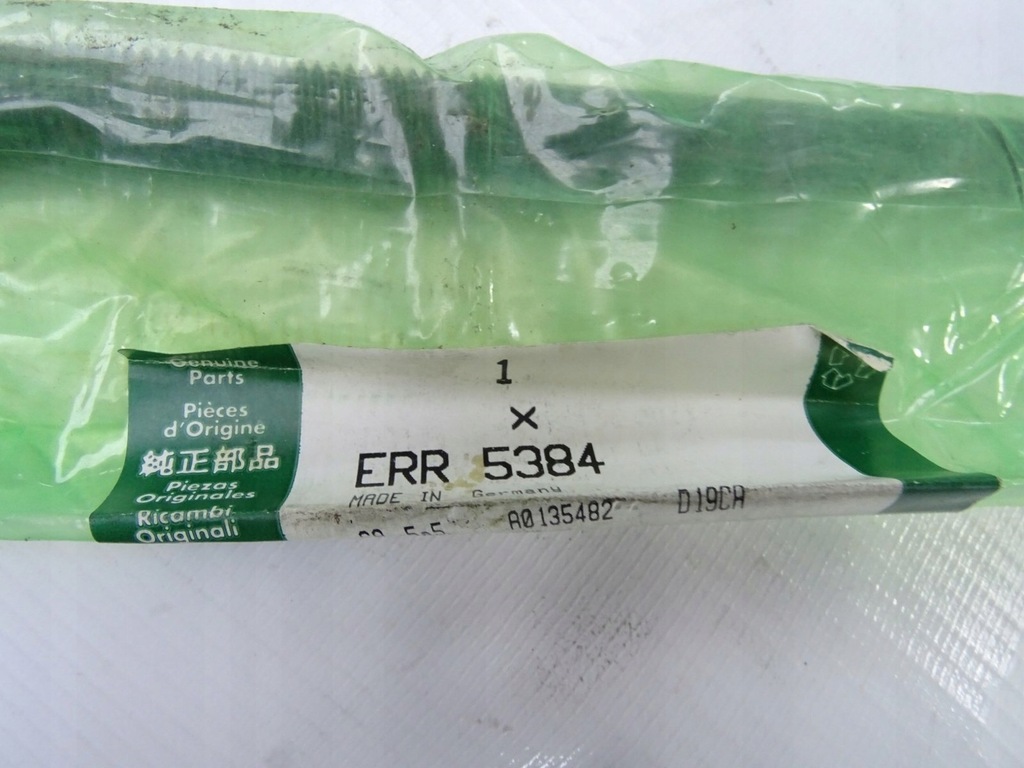 Genuine
Parts
Pièces
d'Origine
純正部品
Piezas
Originales
Ricambi
Originali
1
×
ERR 5384
MADE IN Germany
A0135482
D19CA